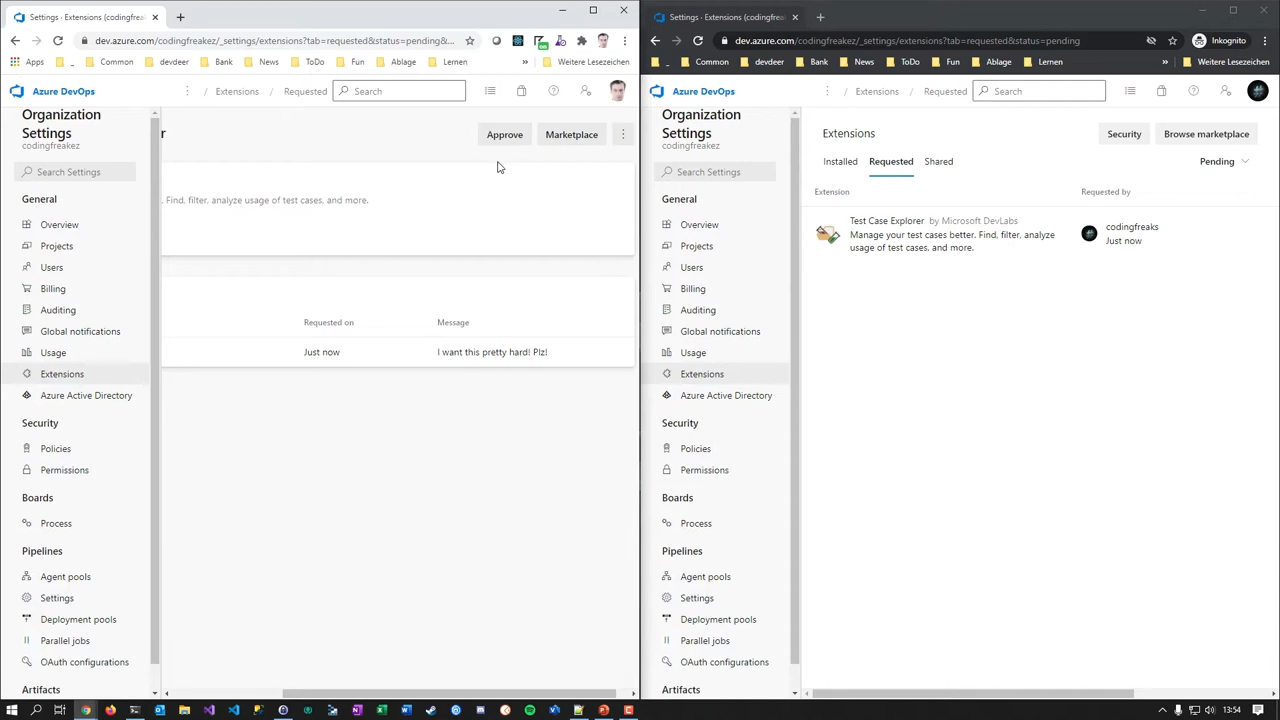 Settings - Extensions (codingfreak
dev.azure.com/codingfreakez/_settings/extensions?tab=requested&status=pending&...
Apps
_
Common
devdeer
Bank
News
ToDo
Fun
Ablage
Lernen
»
Weitere Lesezeichen
Azure DevOps
/ Extensions / Requested
Search
Organization
Settings
codingfreakez
Search Settings
General
Overview
Projects
Users
Billing
Auditing
Global notifications
Usage
Extensions
Azure Active Directory
Security
Policies
Permissions
Boards
Process
Pipelines
Agent pools
Settings
Deployment pools
Parallel jobs
OAuth configurations
Artifacts
r
Approve
Marketplace
. Find, filter, analyze usage of test cases, and more.
Requested on
Message
Just now
I want this pretty hard! Plz!
Settings - Extensions (codingfreak
dev.azure.com/codingfreakez/_settings/extensions?tab=requested&status=pending
Inkognito
_
Common
devdeer
Bank
News
ToDo
Fun
Ablage
Lernen
»
Weitere Lesezeichen
Azure DevOps
/ Extensions / Requested
Search
Organization
Settings
codingfreakez
Search Settings
General
Overview
Projects
Users
Billing
Auditing
Global notifications
Usage
Extensions
Azure Active Directory
Security
Policies
Permissions
Boards
Process
Pipelines
Agent pools
Settings
Deployment pools
Parallel jobs
OAuth configurations
Artifacts
Extensions
Security
Browse marketplace
Installed
Requested
Shared
Pending
Extension
Requested by
Test Case Explorer by Microsoft DevLabs
Manage your test cases better. Find, filter, analyze
usage of test cases, and more.
codingfreaks
Just now
13:54